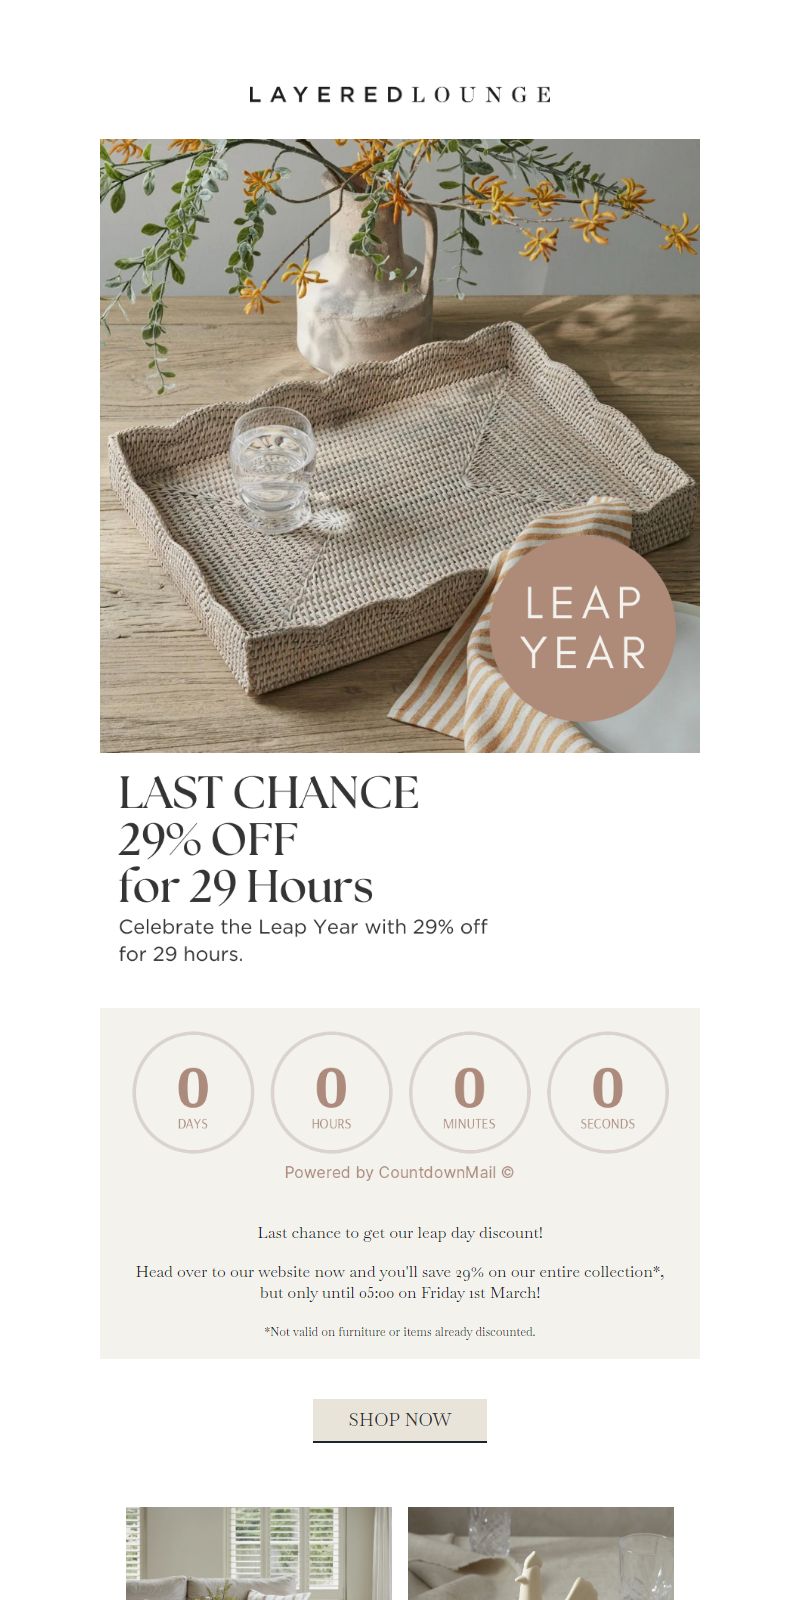 LAYEREDLOUNGE
LEAP
YEAR
LAST CHANCE
29% OFF
for 29 Hours
Celebrate the Leap Year with 29% off
for 29 hours.
0 0 0 0
DAYS HOURS MINUTES SECONDS
Powered by CountdownMail ©
Last chance to get our leap day discount!
Head over to our website now and you'll save 29% on our entire collection*,
but only until 05:00 on Friday 1st March!
*Not valid on furniture or items already discounted.
SHOP NOW